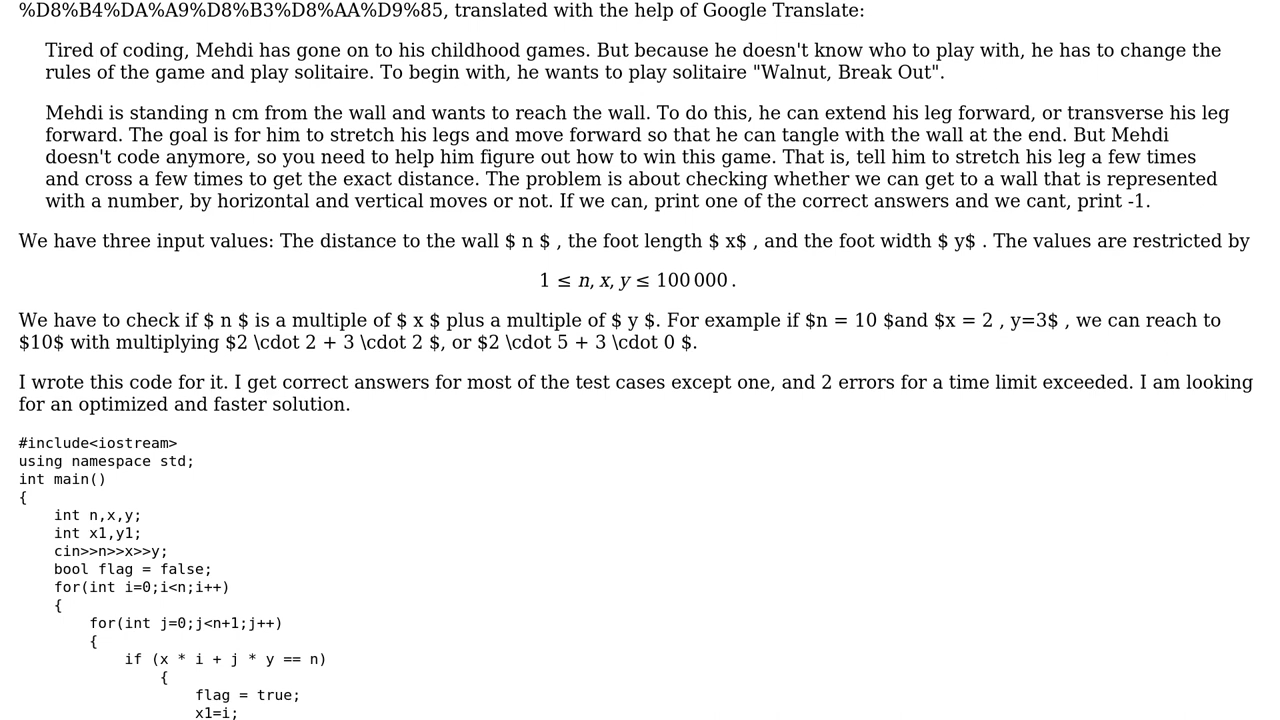 %D8%B4%DA%A9%D8%B3%D8%AA%D9%85, translated with the help of Google Translate:
Tired of coding, Mehdi has gone on to his childhood games. But because he doesn't know who to play with, he has to change the
rules of the game and play solitaire. To begin with, he wants to play solitaire "Walnut, Break Out".
Mehdi is standing n cm from the wall and wants to reach the wall. To do this, he can extend his leg forward, or transverse his leg
forward. The goal is for him to stretch his legs and move forward so that he can tangle with the wall at the end. But Mehdi
doesn't code anymore, so you need to help him figure out how to win this game. That is, tell him to stretch his leg a few times
and cross a few times to get the exact distance. The problem is about checking whether we can get to a wall that is represented
with a number, by horizontal and vertical moves or not. If we can, print one of the correct answers and we cant, print -1.
We have three input values: The distance to the wall $ n $ , the foot length $ x$ , and the foot width $ y$ . The values are restricted by
1 ≤ n, x, y ≤ 100 000 .
We have to check if $ n $ is a multiple of $ x $ plus a multiple of $ y $. For example if $n = 10 $and $x = 2 , y=3$ , we can reach to
$10$ with multiplying $2 \cdot 2 + 3 \cdot 2 $, or $2 \cdot 5 + 3 \cdot 0 $.
I wrote this code for it. I get correct answers for most of the test cases except one, and 2 errors for a time limit exceeded. I am looking
for an optimized and faster solution.
#include<iostream>
using namespace std;
int main()
{
    int n,x,y;
    int x1,y1;
    cin>>n>>x>>y;
    bool flag = false;
    for(int i=0;i<n;i++)
    {
        for(int j=0;j<n+1;j++)
        {
            if (x * i + j * y == n)
                {
                    flag = true;
                    x1=i;